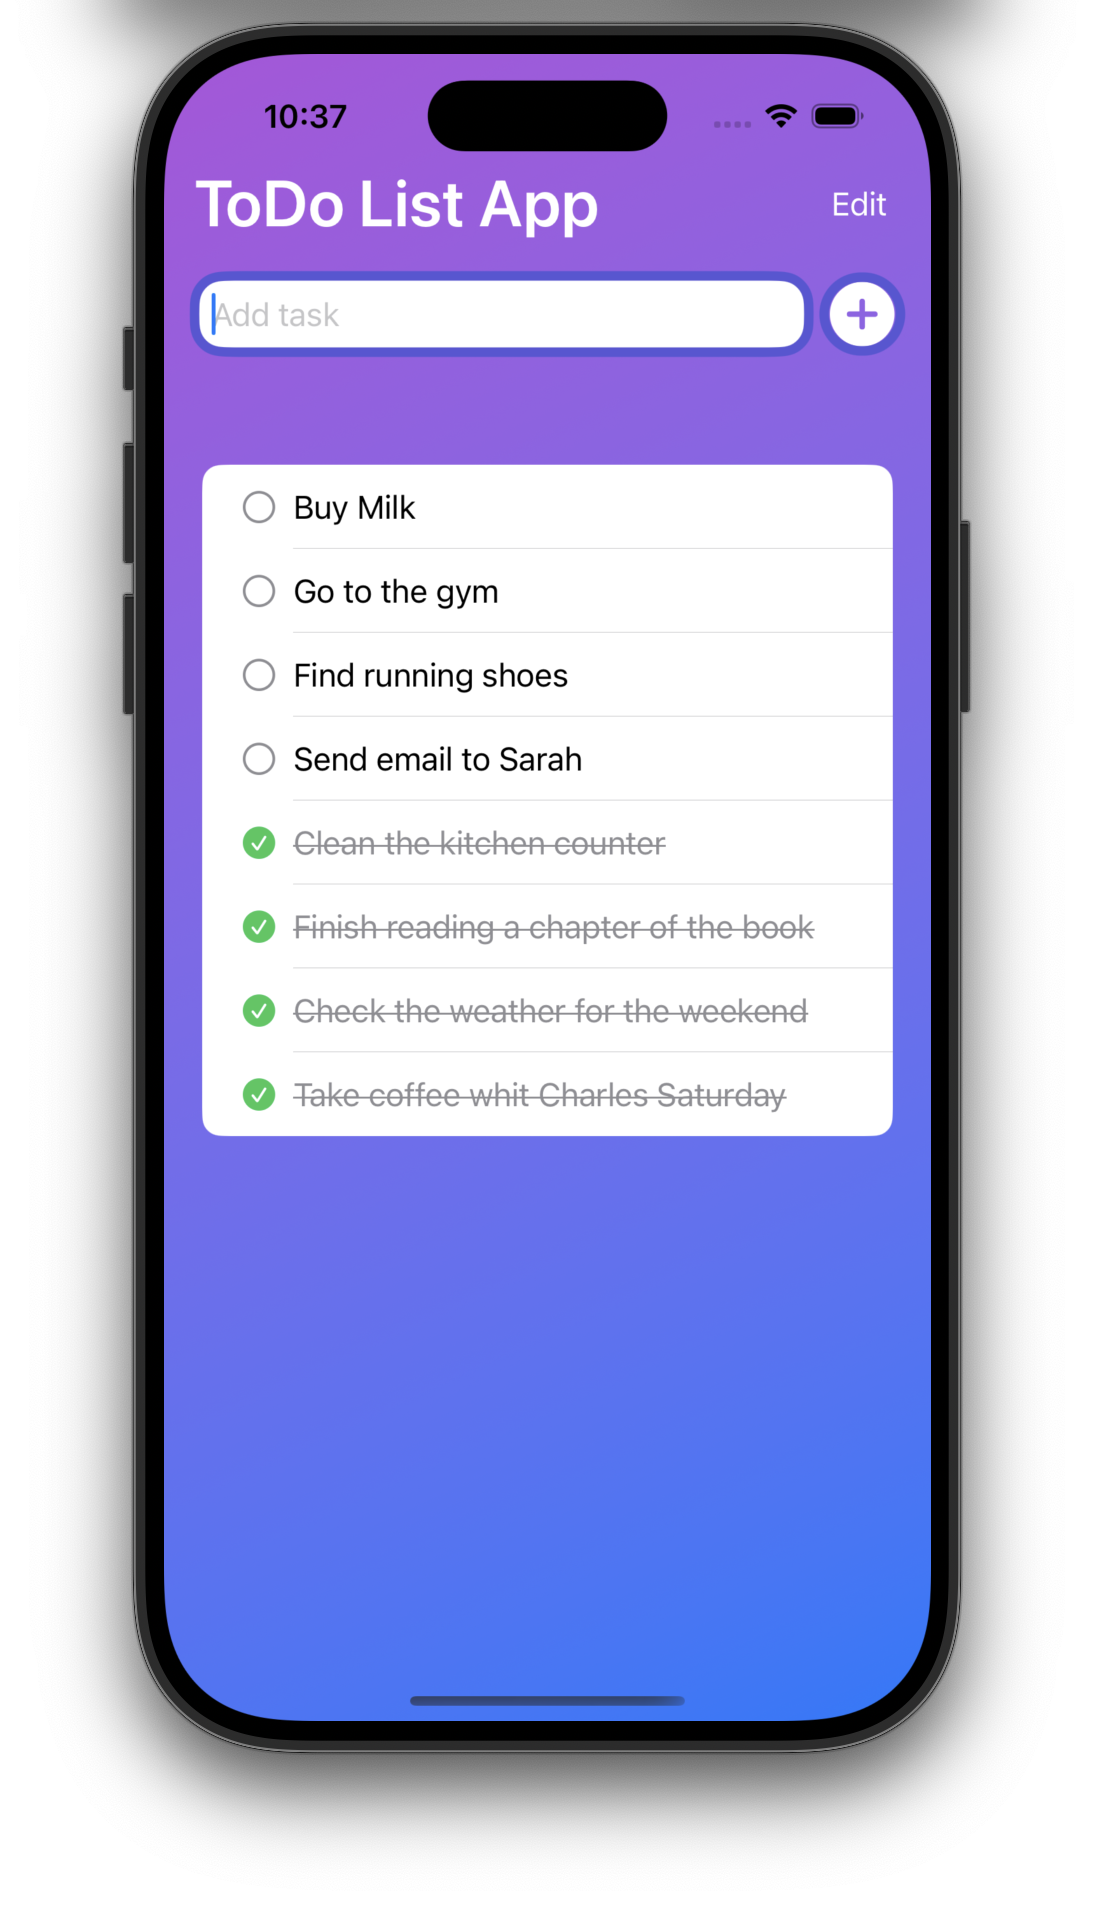 10:37
ToDo List App
Edit
Add task
Buy Milk
Go to the gym
Find running shoes
Send email to Sarah
Clean the kitchen counter
Finish reading a chapter of the book
Check the weather for the weekend
Take coffee whit Charles Saturday